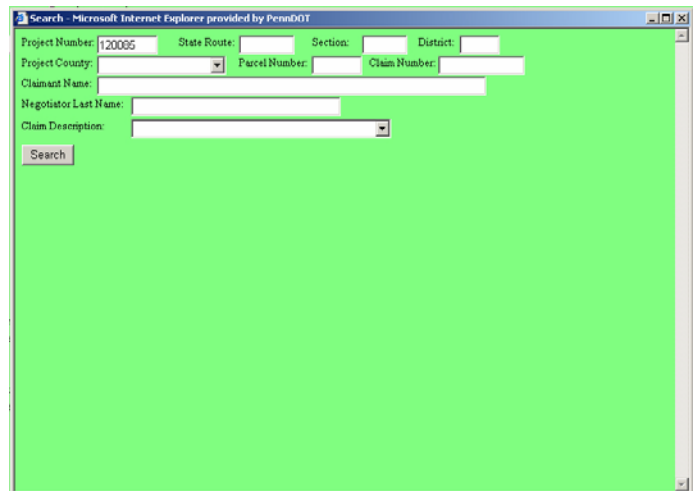 Search - Microsoft Internet Explorer provided by PennDOT
Project Number: 120085 State Route: Section: District:
Project County: Parcel Number: Claim Number:
Claimant Name:
Negotiator Last Name:
Claim Description:
Search